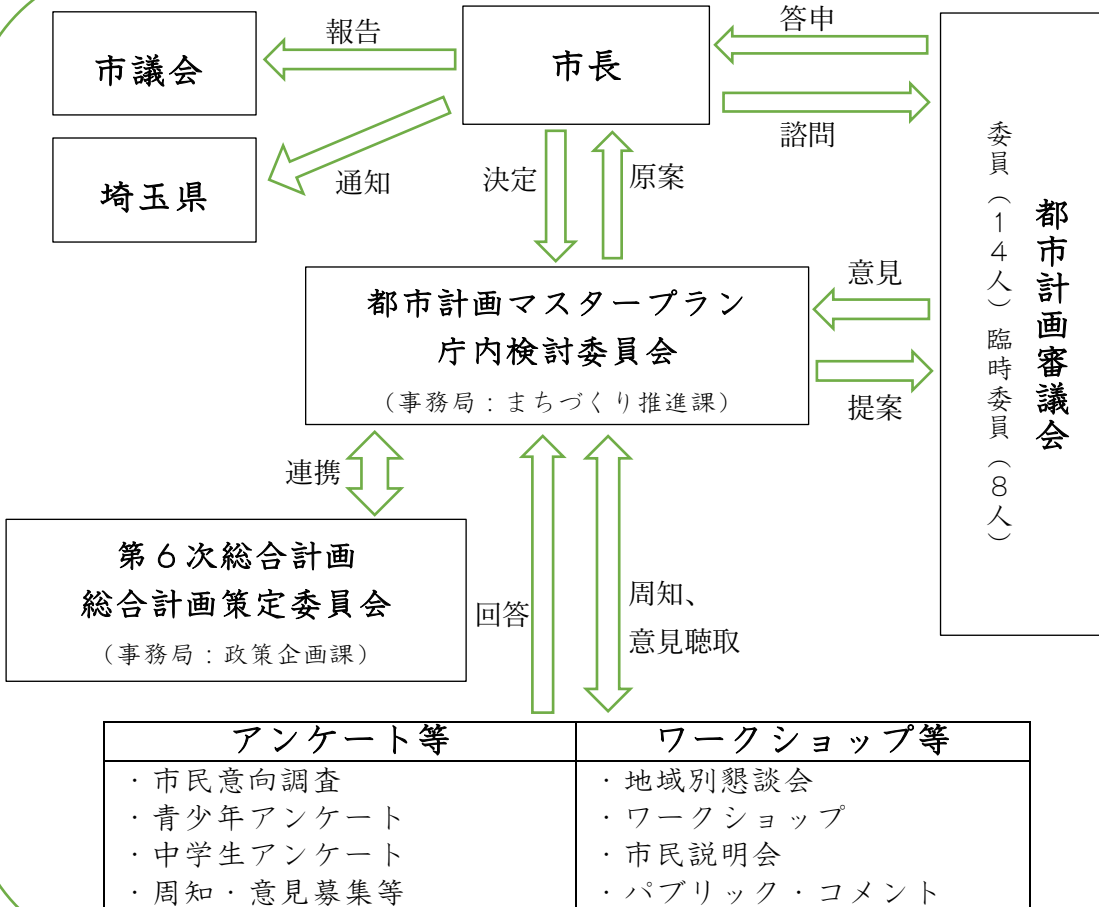 報告
答申
市議会
市長
諮問
埼玉県
通知
決定
原案
都市計画審議会
委員（14人）臨時委員（8人）
都市計画マスタープラン
庁内検討委員会
（事務局：まちづくり推進課）
意見
提案
連携
第６次総合計画
総合計画策定委員会
（事務局：政策企画課）
回答
周知、
意見聴取
アンケート等
・市民意向調査
・青少年アンケート
・中学生アンケート
・周知・意見募集等
ワークショップ等
・地域別懇談会
・ワークショップ
・市民説明会
・パブリック・コメント